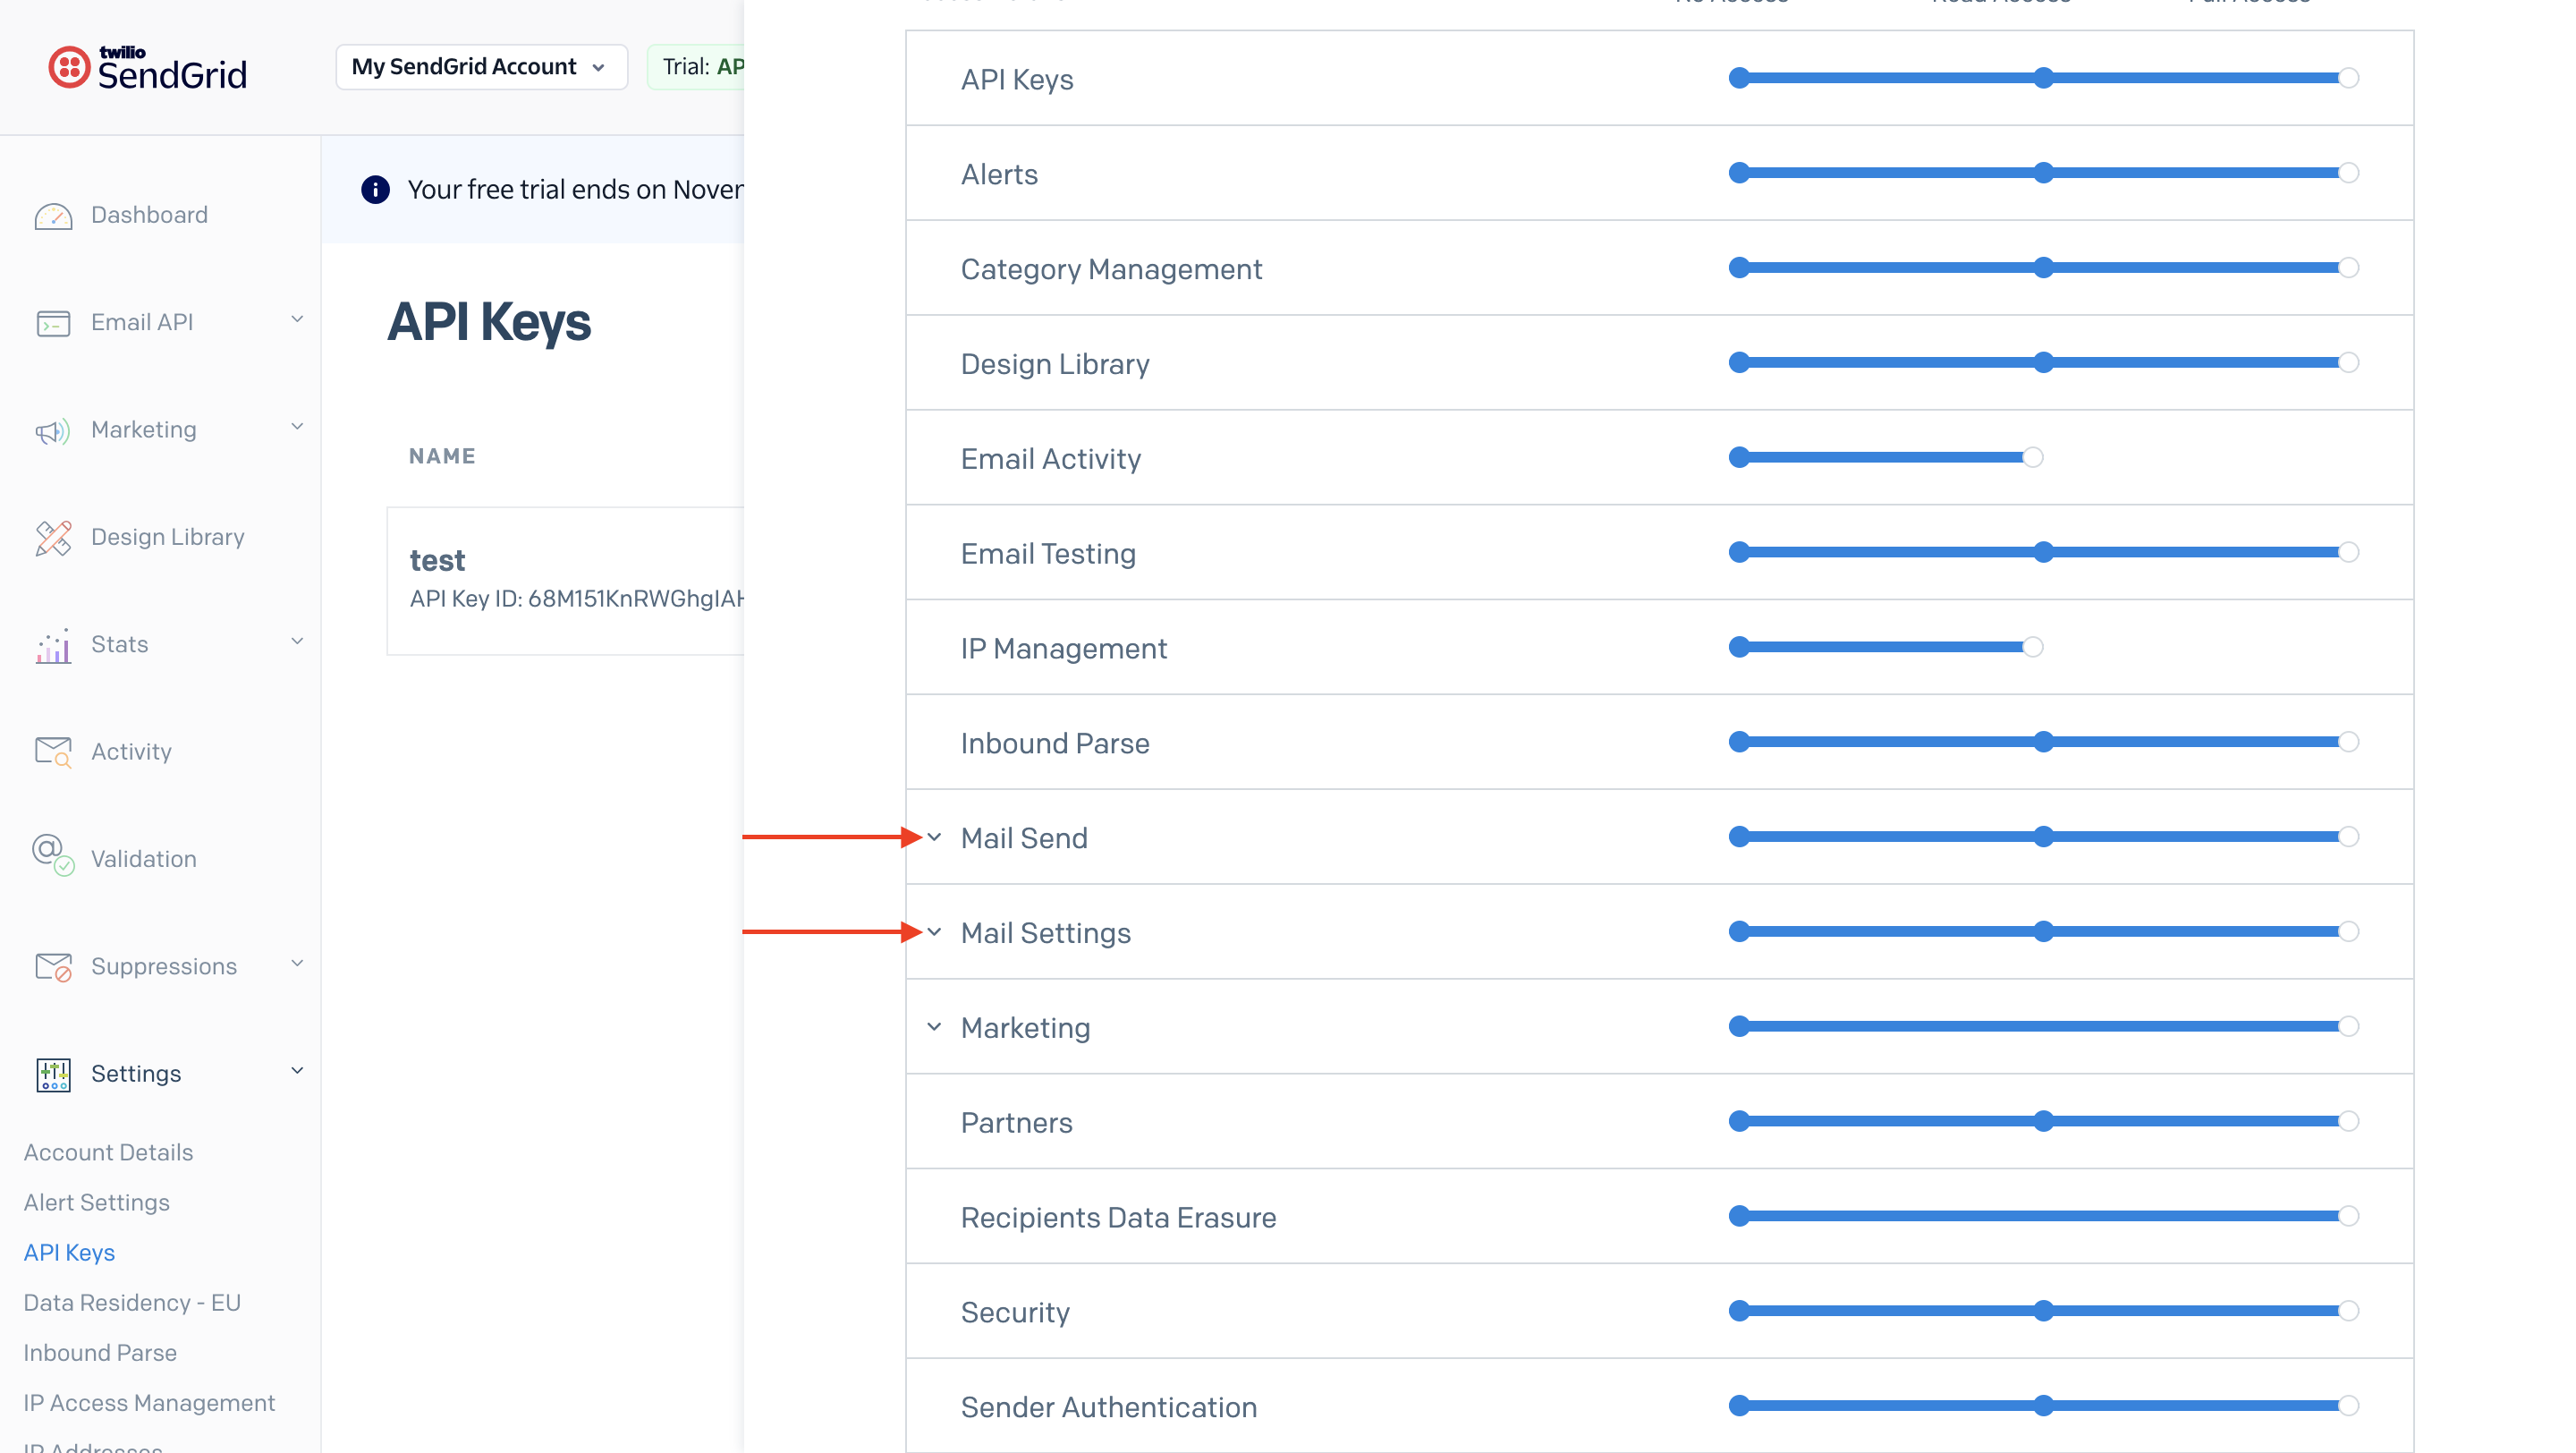 twilio
SendGrid
My SendGrid Account
Trial: AP
Dashboard
Email API
Marketing
Design Library
Stats
Activity
Validation
Suppressions
Settings
Account Details
Alert Settings
API Keys
Data Residency - EU
Inbound Parse
IP Access Management
IP Addresses
Your free trial ends on Noven
API Keys
NAME
test
API Key ID: 68M151KnRWGhgIAH
No Access Read Access Full Access
API Keys
Alerts
Category Management
Design Library
Email Activity
Email Testing
IP Management
Inbound Parse
Mail Send
Mail Settings
Marketing
Partners
Recipients Data Erasure
Security
Sender Authentication